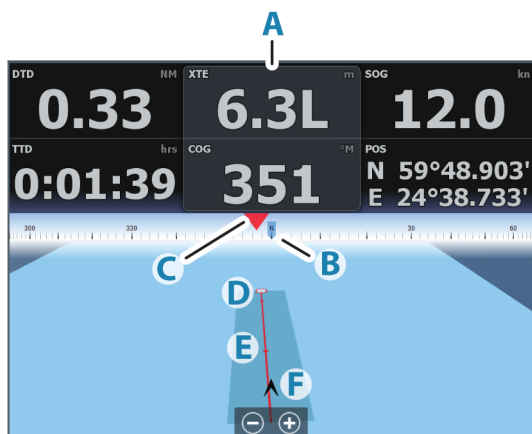 A
DTD NM XTE m SOG kn
0.33 6.3L 12.0
TTD hrs COG °M POS
0:01:39 351 N 59°48.903'
E 24°38.733'
300 330 N 30 60
C B
D
E
F